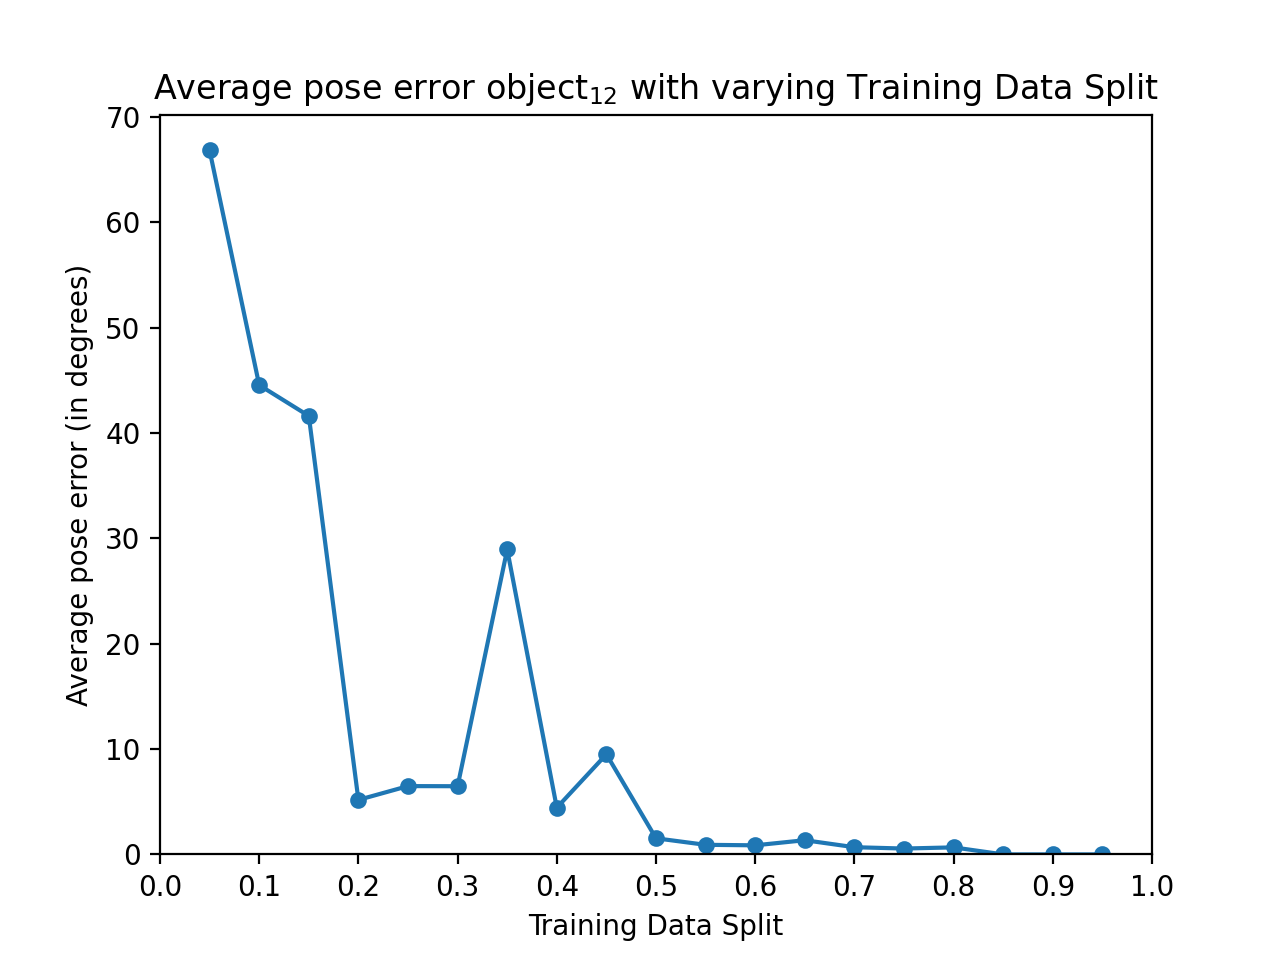 Average pose error object₁₂ with varying Training Data Split
70
60
50
40
30
20
10
0
Average pose error (in degrees)
0.0 0.1 0.2 0.3 0.4 0.5 0.6 0.7 0.8 0.9 1.0
Training Data Split